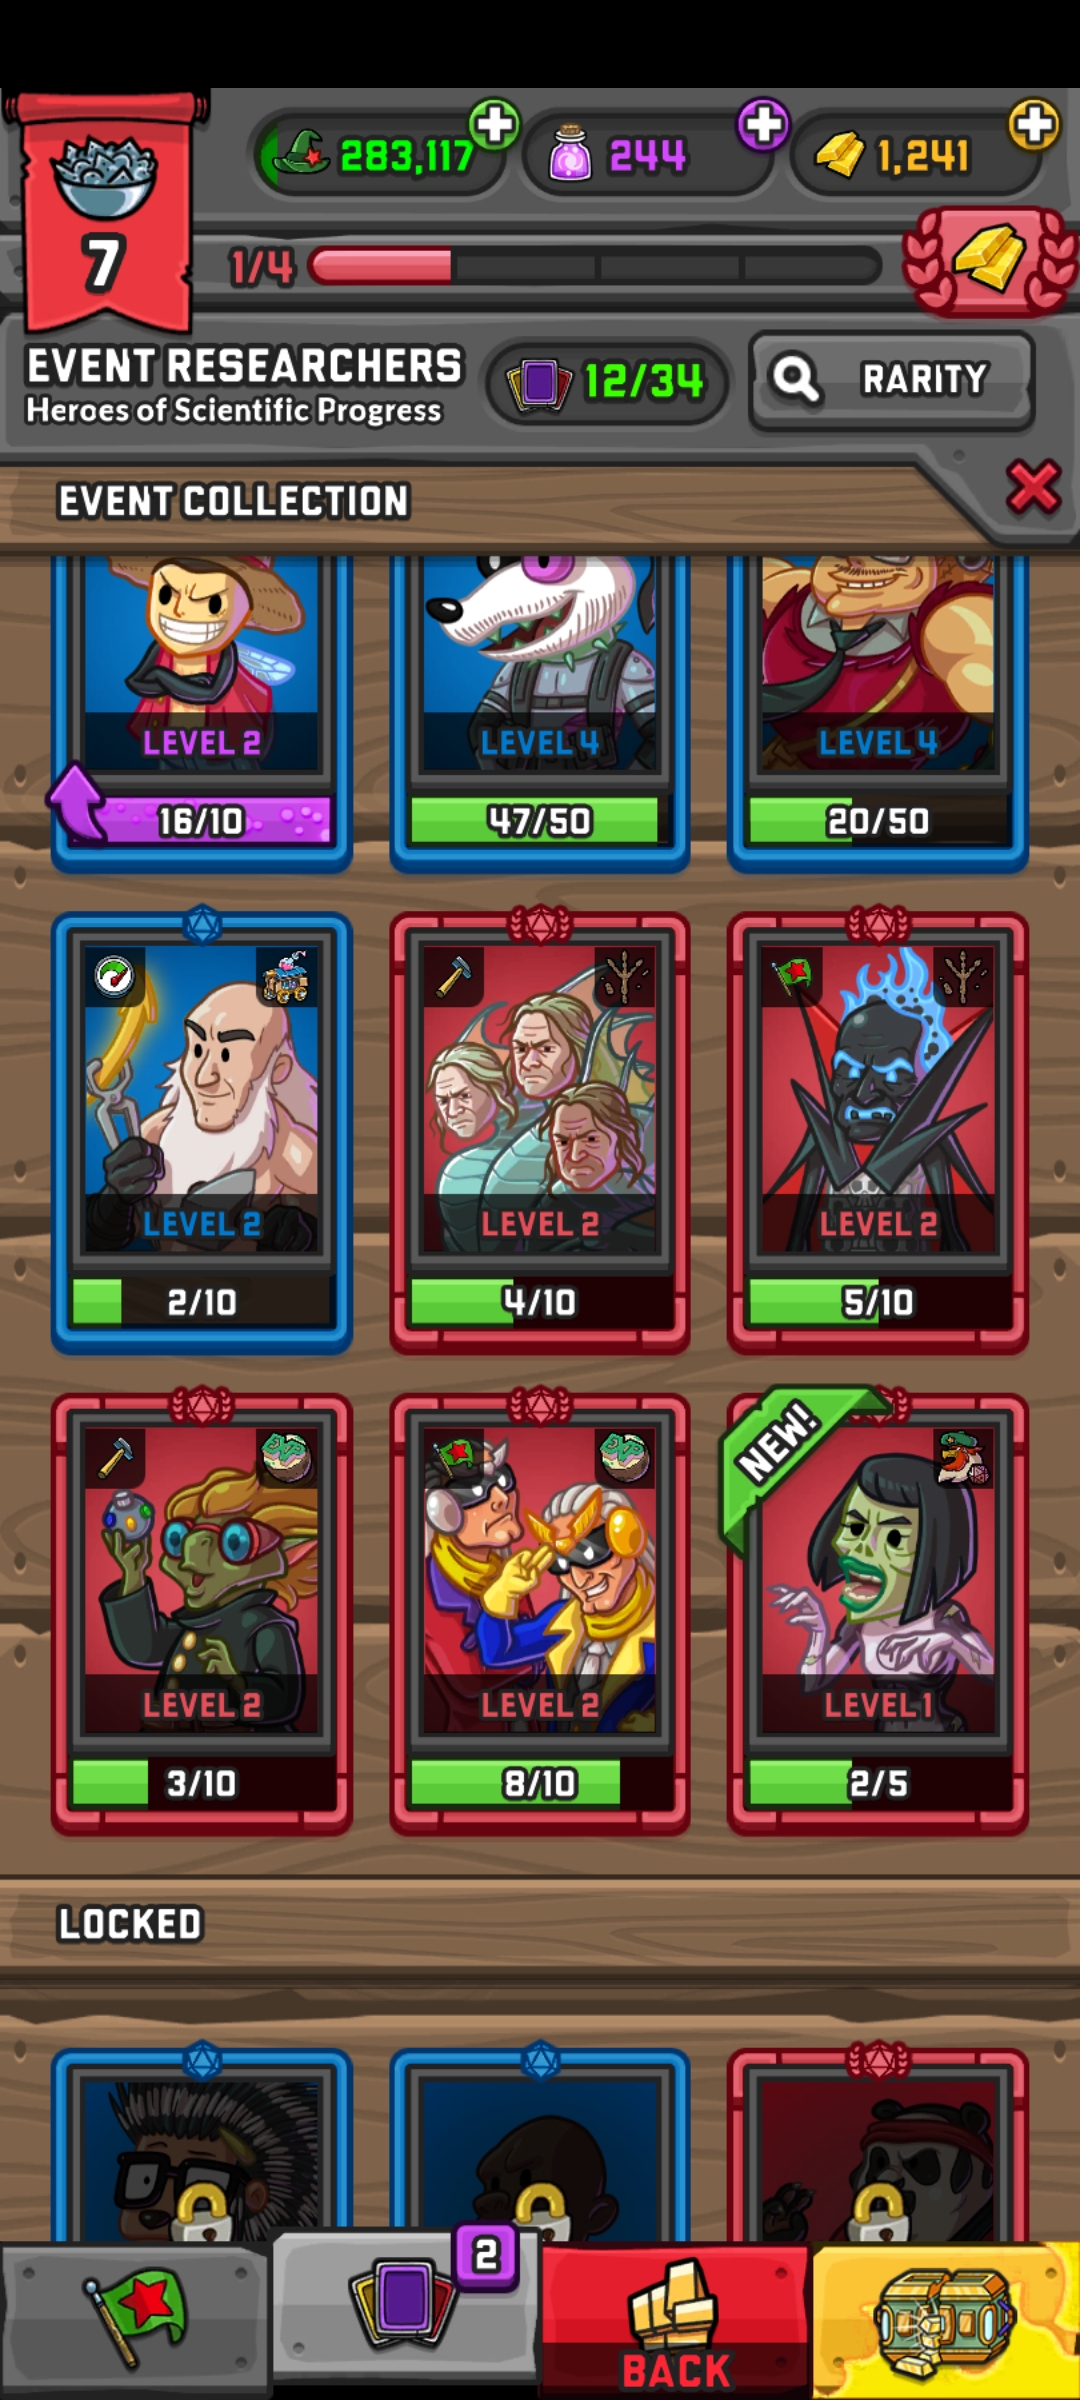 283,117
244
1,241
7
1/4
EVENT RESEARCHERS
Heroes of Scientific Progress
12/34
RARITY
EVENT COLLECTION
LEVEL 2
LEVEL 4
LEVEL 4
16/10
47/50
20/50
LEVEL 2
LEVEL 2
LEVEL 2
2/10
4/10
5/10
NEW!
EXP
EXP
LEVEL 2
LEVEL 2
LEVEL 1
3/10
8/10
2/5
LOCKED
2
BACK